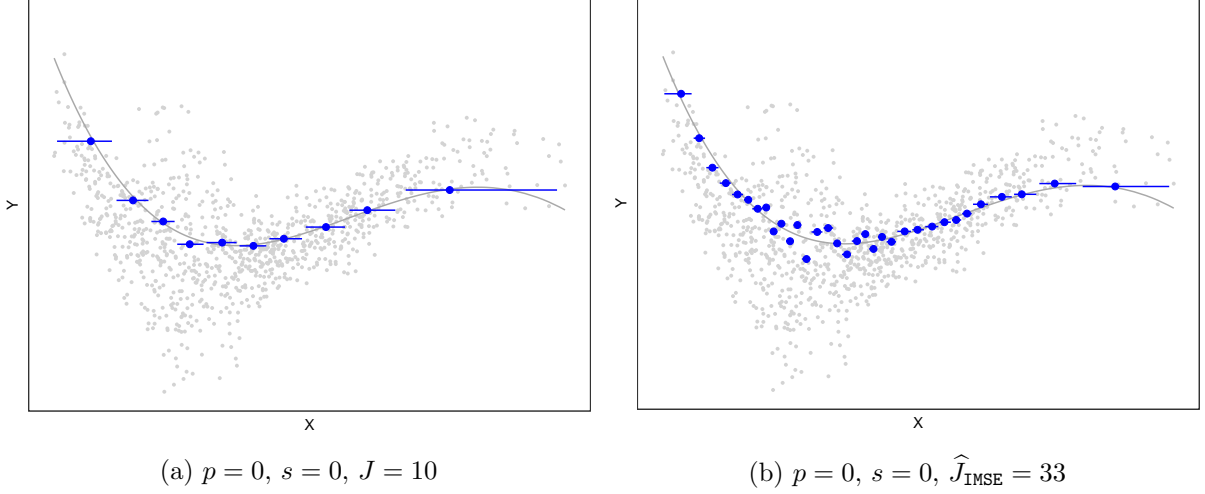 Y
X
Y
X
(a) p = 0, s = 0, J = 10
(b) p = 0, s = 0, Ĵ_IMSE = 33